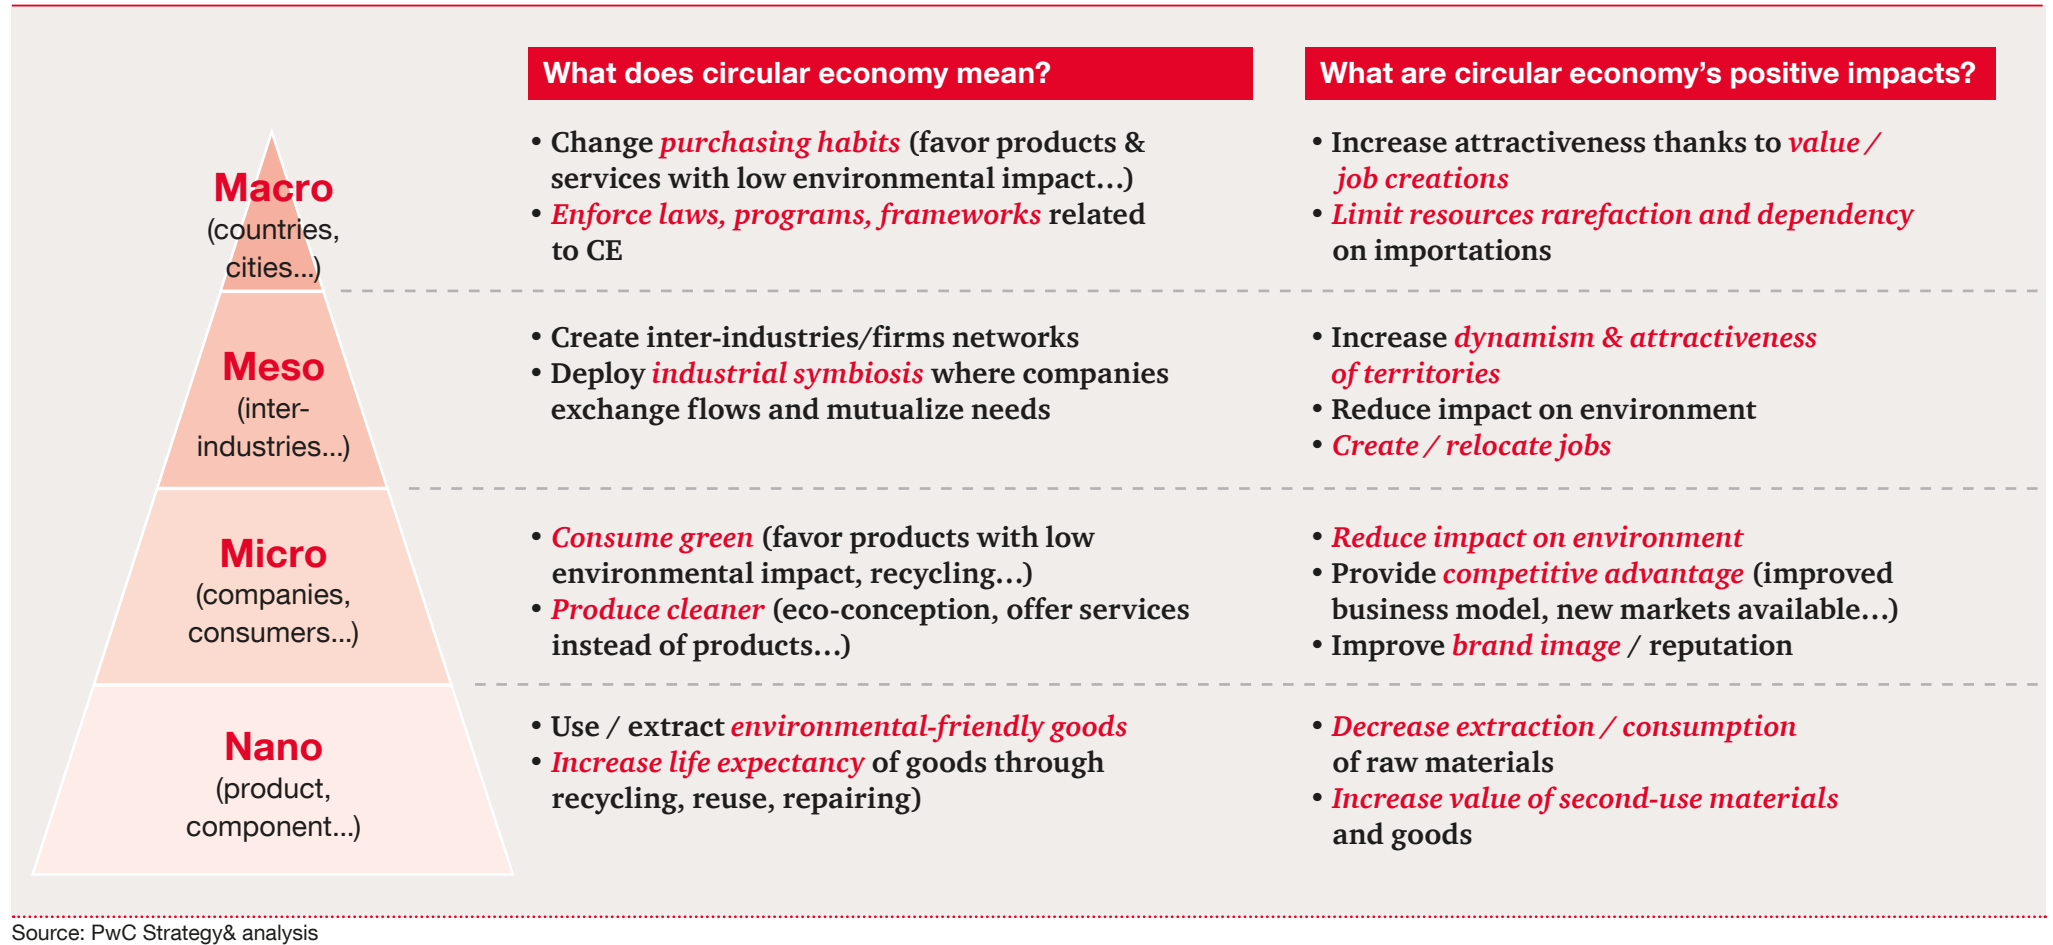 What does circular economy mean?
What are circular economy’s positive impacts?
Macro
(countries,
cities...)
• Change purchasing habits (favor products &
services with low environmental impact…)
• Enforce laws, programs, frameworks related
to CE
• Increase attractiveness thanks to value /
job creations
• Limit resources rarefaction and dependency
on importations
Meso
(inter-
industries...)
• Create inter-industries/firms networks
• Deploy industrial symbiosis where companies
exchange flows and mutualize needs
• Increase dynamism & attractiveness
of territories
• Reduce impact on environment
• Create / relocate jobs
Micro
(companies,
consumers...)
• Consume green (favor products with low
environmental impact, recycling…)
• Produce cleaner (eco-conception, offer services
instead of products…)
• Reduce impact on environment
• Provide competitive advantage (improved
business model, new markets available…)
• Improve brand image / reputation
Nano
(product,
component...)
• Use / extract environmental-friendly goods
• Increase life expectancy of goods through
recycling, reuse, repairing)
• Decrease extraction / consumption
of raw materials
• Increase value of second-use materials
and goods
Source: PwC Strategy& analysis